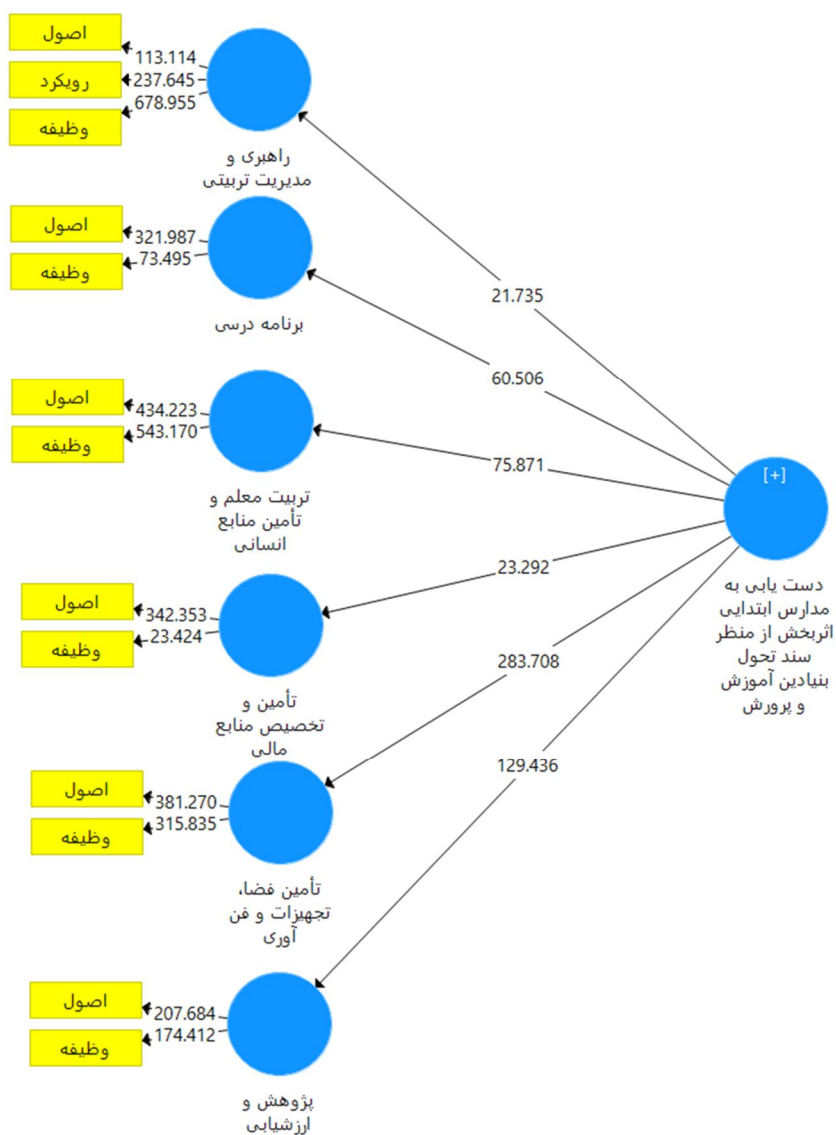 اصول
113.114
رویکرد
237.645
وظیفه
678.955
راهبری و
مدیریت تربیتی
21.735
اصول
321.987
وظیفه
73.495
برنامه درسی
60.506
اصول
434.223
وظیفه
543.170
تربیت معلم و
تأمین منابع
انسانی
75.871
[+]
دست یابی به
مدارس ابتدایی
اثربخش از منظر
سند تحول
بنیادین آموزش
و پرورش
اصول
342.353
وظیفه
23.424
تأمین و
تخصیص منابع
مالی
23.292
اصول
381.270
وظیفه
315.835
تأمین فضا،
تجهیزات و فن
آوری
283.708
اصول
207.684
وظیفه
174.412
پژوهش و
ارزشیابی
129.436